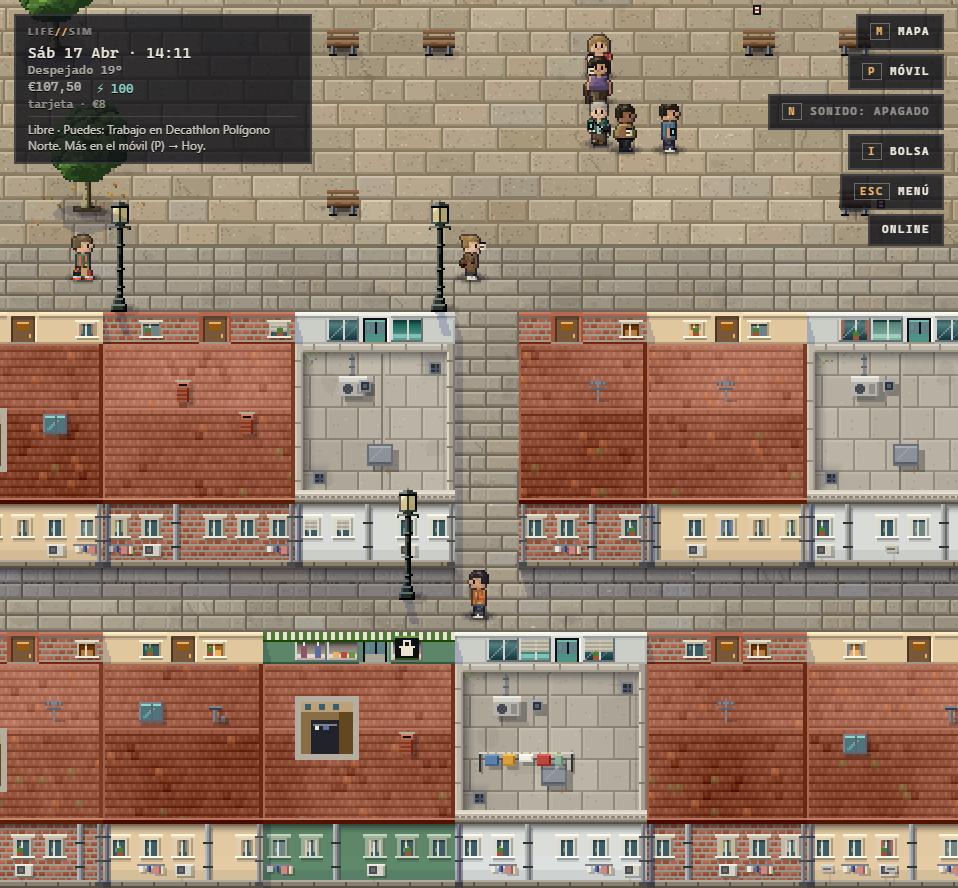 LIFE//SIM
Sáb 17 Abr · 14:11
Despejado 19º
€107,50 ⚡ 100
tarjeta · €8
Libre · Puedes: Trabajo en Decathlon Polígono
Norte. Más en el móvil (P) → Hoy.
M MAPA
P MÓVIL
N SONIDO: APAGADO
I BOLSA
ESC MENÚ
ONLINE